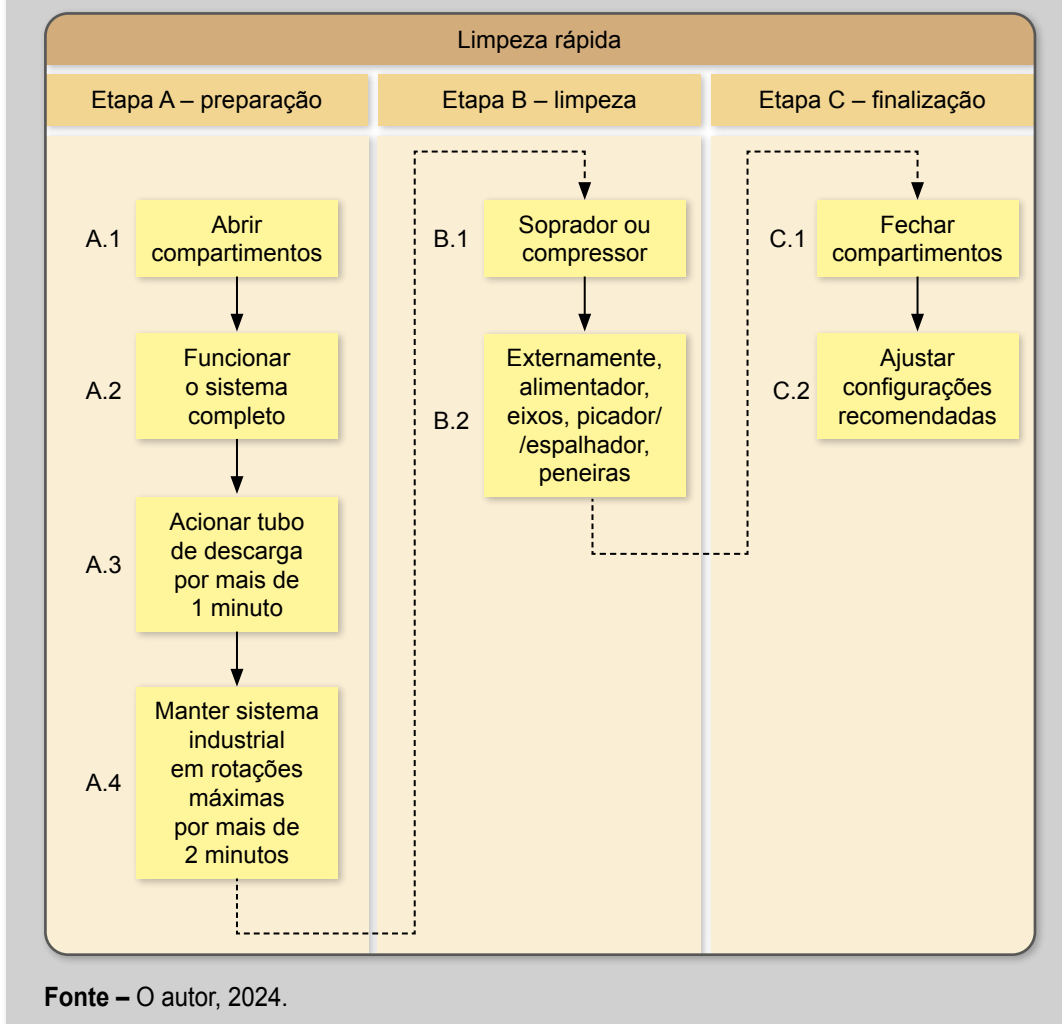 Limpeza rápida
Etapa A – preparação
Etapa B – limpeza
Etapa C – finalização
A.1
Abrir
compartimentos
A.2
Funcionar
o sistema
completo
A.3
Acionar tubo
de descarga
por mais de
1 minuto
A.4
Manter sistema
industrial
em rotações
máximas
por mais de
2 minutos
B.1
Soprador ou
compressor
B.2
Externamente,
alimentador,
eixos, picador/
/espalhador,
peneiras
C.1
Fechar
compartimentos
C.2
Ajustar
configurações
recomendadas
Fonte – O autor, 2024.